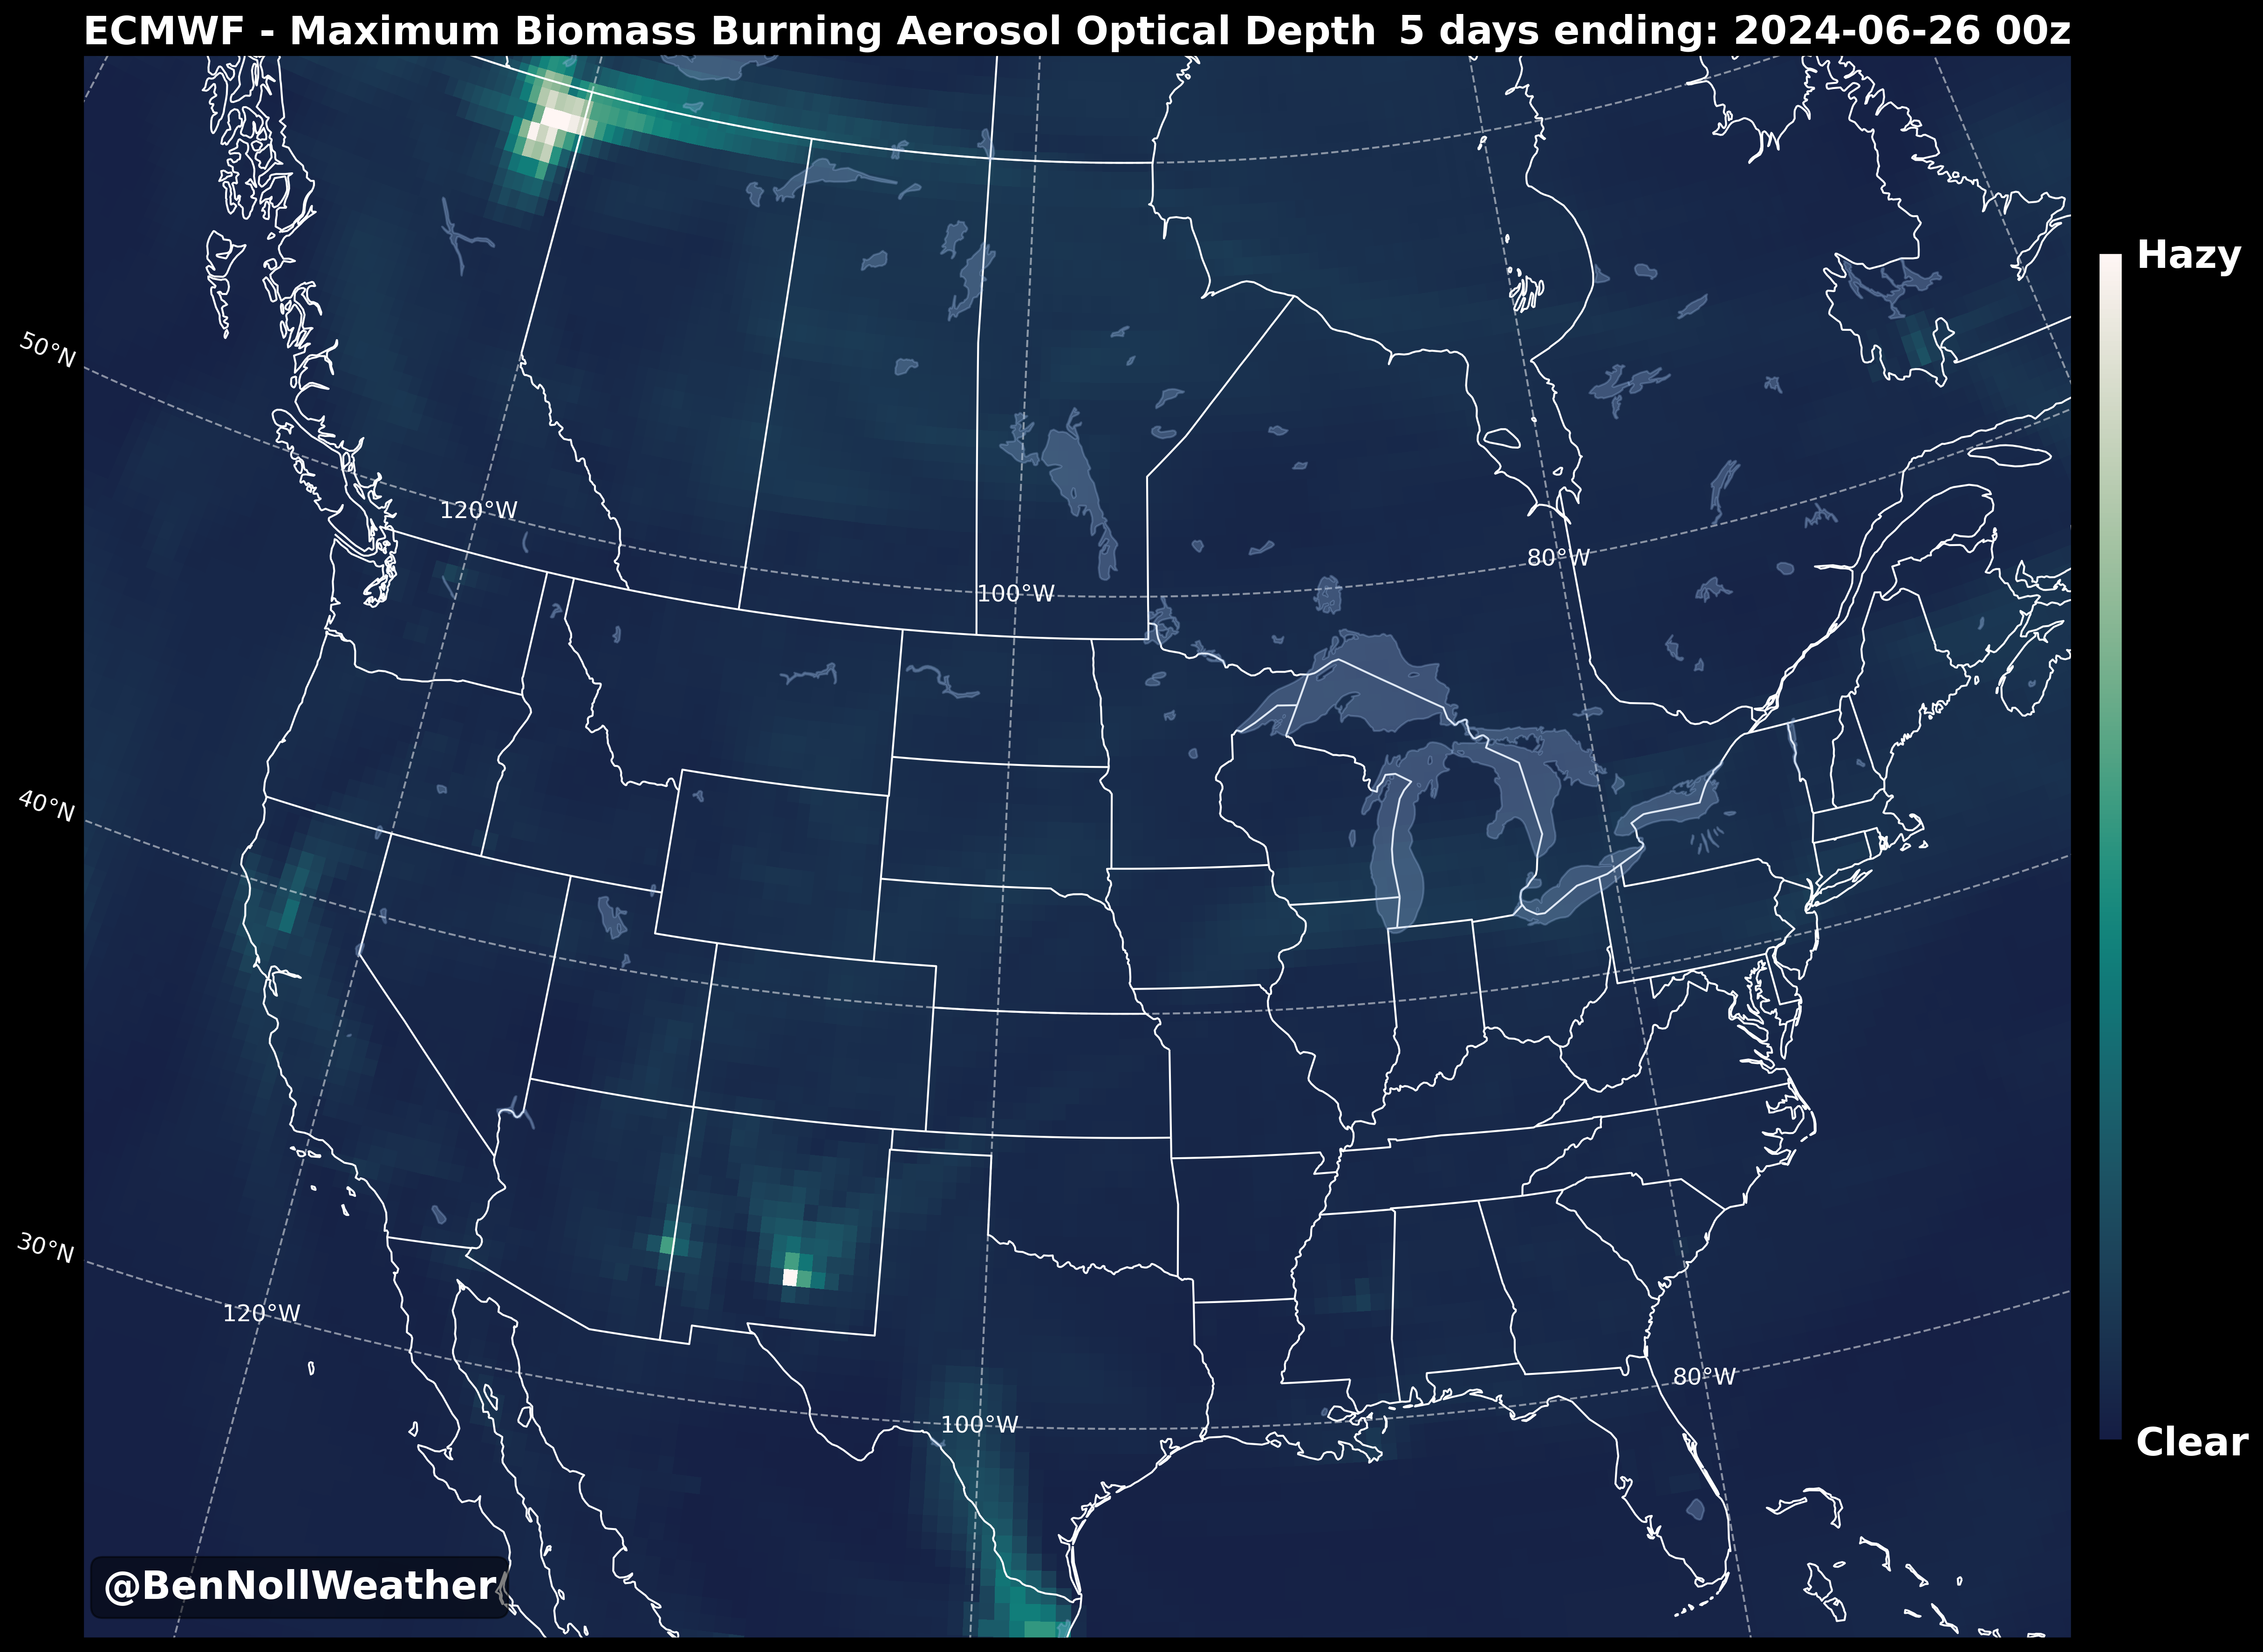 ECMWF - Maximum Biomass Burning Aerosol Optical Depth 5 days ending: 2024-06-26 00z
Hazy
50°N
120°W
80°W
100°W
40°N
30°N
120°W
80°W
100°W
Clear
@BenNollWeather